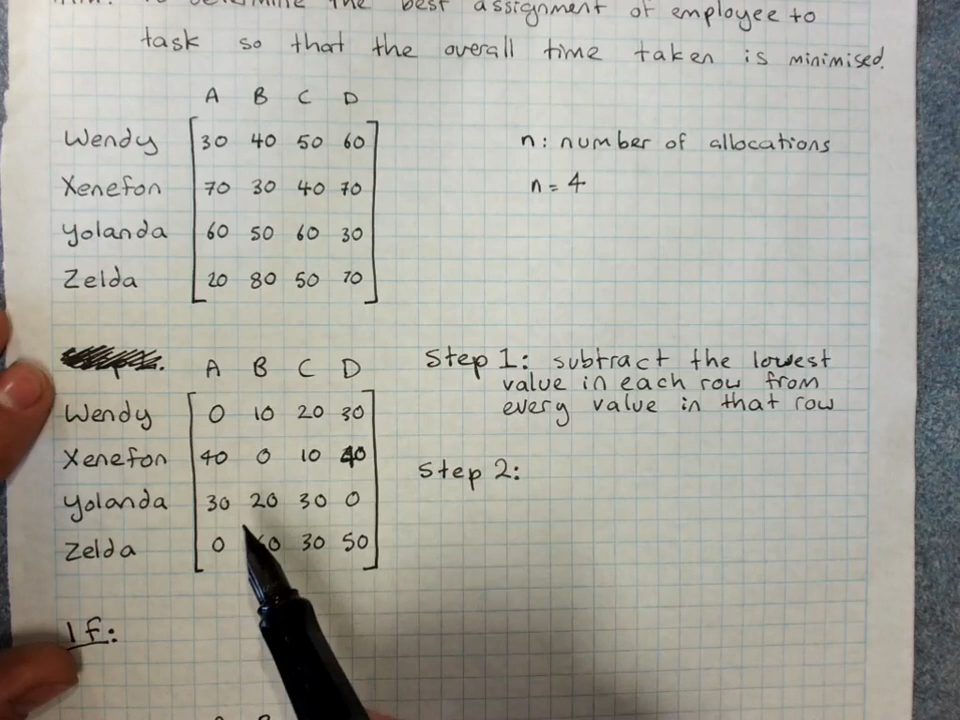 the best assignment of employee to
task so that the overall time taken is minimised.
A B C D
Wendy 30 40 50 60
Xenefon 70 30 40 70
Yolanda 60 50 60 30
Zelda 20 80 50 70
n: number of allocations
n = 4
A B C D
Wendy 0 10 20 30
Xenefon 40 0 10 40
Yolanda 30 20 30 0
Zelda 0 30 50
Step 1: subtract the lowest
value in each row from
every value in that row
Step 2:
If: